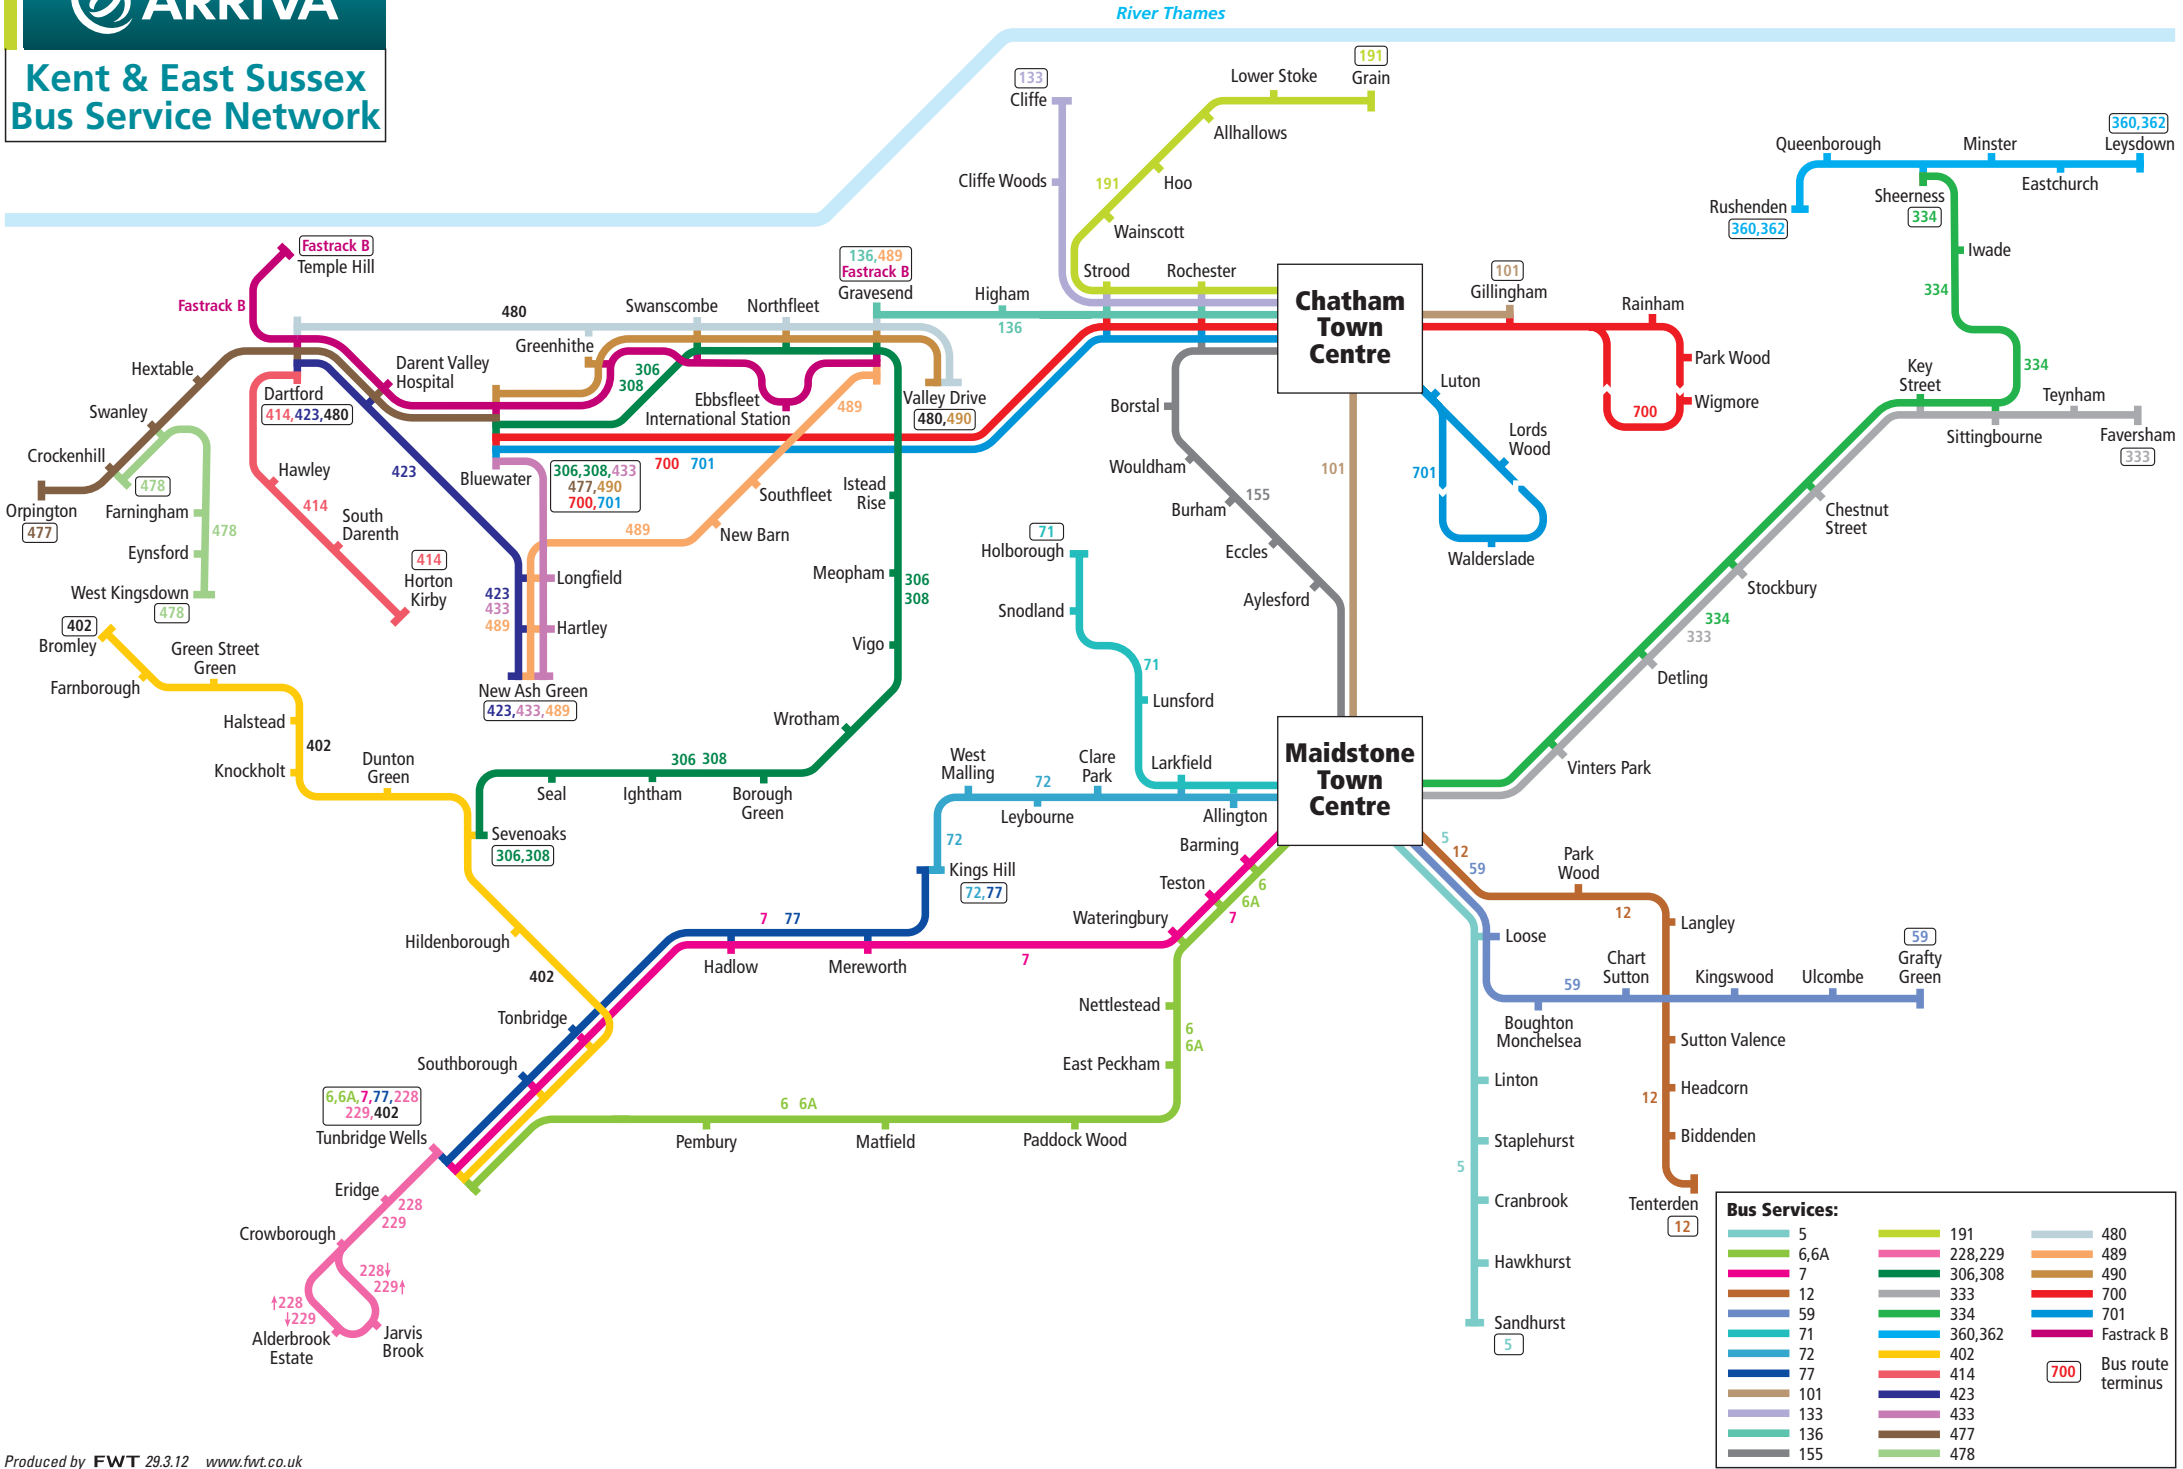 ARRIVA
Kent & East Sussex
Bus Service Network
River Thames
133
Cliffe
Cliffe Woods
191
Grain
Lower Stoke
Allhallows
191
Hoo
Wainscott
Strood
Rochester
360,362
Leysdown
Queenborough
Minster
Eastchurch
Rushenden
360,362
Sheerness
334
Iwade
334
334
Key
Street
Teynham
Sittingbourne
Faversham
333
Fastrack B
Temple Hill
Fastrack B
480
Swanscombe
Northfleet
136,489
Fastrack B
Gravesend
Higham
136
Chatham
Town
Centre
101
Gillingham
Rainham
Park Wood
Wigmore
700
Greenhithe
306
308
Hextable
Darent Valley
Hospital
Dartford
414,423,480
Swanley
Crockenhill
478
Orpington
477
Farningham
478
Eynsford
West Kingsdown
478
Hawley
414
South
Darenth
414
Horton
Kirby
423
Ebbsfleet
International Station
489
Valley Drive
480,490
Bluewater
306,308,433
477,490
700,701
700 701
Southfleet
New Barn
489
Istead
Rise
Meopham
306
308
Vigo
Wrotham
Longfield
423
433
489
Hartley
New Ash Green
423,433,489
Luton
Lords
Wood
701
Walderslade
Borstal
Wouldham
155
Burham
Eccles
Aylesford
101
71
Holborough
Snodland
71
Lunsford
Larkfield
Chestnut
Street
Stockbury
334
333
Detling
Vinters Park
402
Bromley
Farnborough
Green Street
Green
Halstead
402
Knockholt
Dunton
Green
306 308
Seal
Ightham
Borough
Green
Sevenoaks
306,308
West
Malling
Clare
Park
72
Leybourne
Allington
72
Kings Hill
72,77
Maidstone
Town
Centre
Barming
Teston
Wateringbury
6
6A
7
7 77
Hadlow
Mereworth
7
Hildenborough
402
Tonbridge
Southborough
Nettlestead
6
6A
East Peckham
6,6A,7,77,228
229,402
Tunbridge Wells
6 6A
Pembury
Matfield
Paddock Wood
Eridge
228
229
Crowborough
228↓
229↑
↑228
↓229
Alderbrook
Estate
Jarvis
Brook
5
12
59
Park
Wood
12
Langley
Loose
59
Grafty
Green
Chart
Sutton
Kingswood
Ulcombe
59
Boughton
Monchelsea
Sutton Valence
Linton
Headcorn
12
Biddenden
Staplehurst
5
Cranbrook
Tenterden
12
Hawkhurst
Sandhurst
5
Bus Services:
5
6,6A
7
12
59
71
72
77
101
133
136
155
191
228,229
306,308
333
334
360,362
402
414
423
433
477
478
480
489
490
700
701
Fastrack B
700
Bus route
terminus
Produced by FWT 29.3.12 www.fwt.co.uk